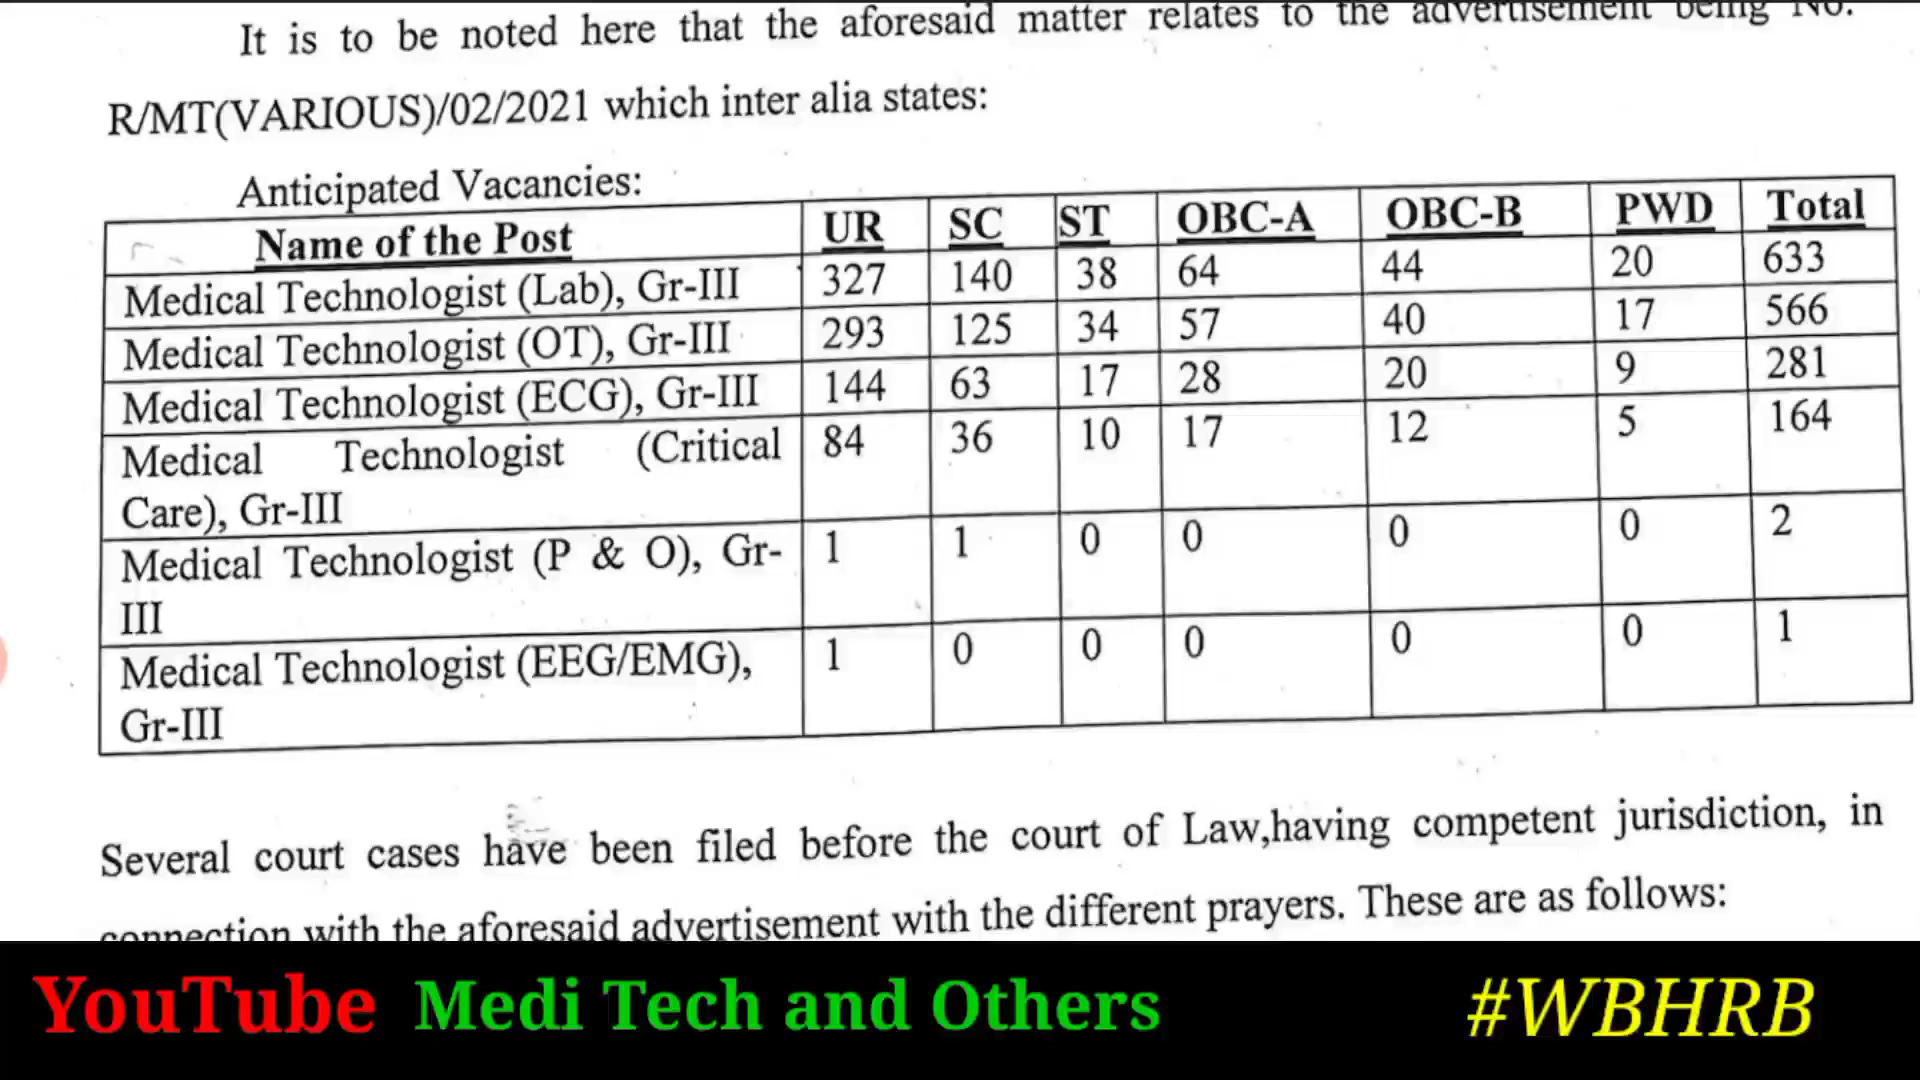 It is to be noted here that the aforesaid matter relates to the advertisement being No.
R/MT(VARIOUS)/02/2021 which inter alia states:
Anticipated Vacancies:
Name of the Post UR SC ST OBC-A OBC-B PWD Total
Medical Technologist (Lab), Gr-III 327 140 38 64 44 20 633
Medical Technologist (OT), Gr-III 293 125 34 57 40 17 566
Medical Technologist (ECG), Gr-III 144 63 17 28 20 9 281
Medical Technologist (Critical 84 36 10 17 12 5 164
Care), Gr-III
Medical Technologist (P & O), Gr- 1 1 0 0 0 0 2
III
Medical Technologist (EEG/EMG), 1 0 0 0 0 0 1
Gr-III
Several court cases have been filed before the court of Law,having competent jurisdiction, in
connection with the aforesaid advertisement with the different prayers. These are as follows:
YouTube Medi Tech and Others #WBHRB